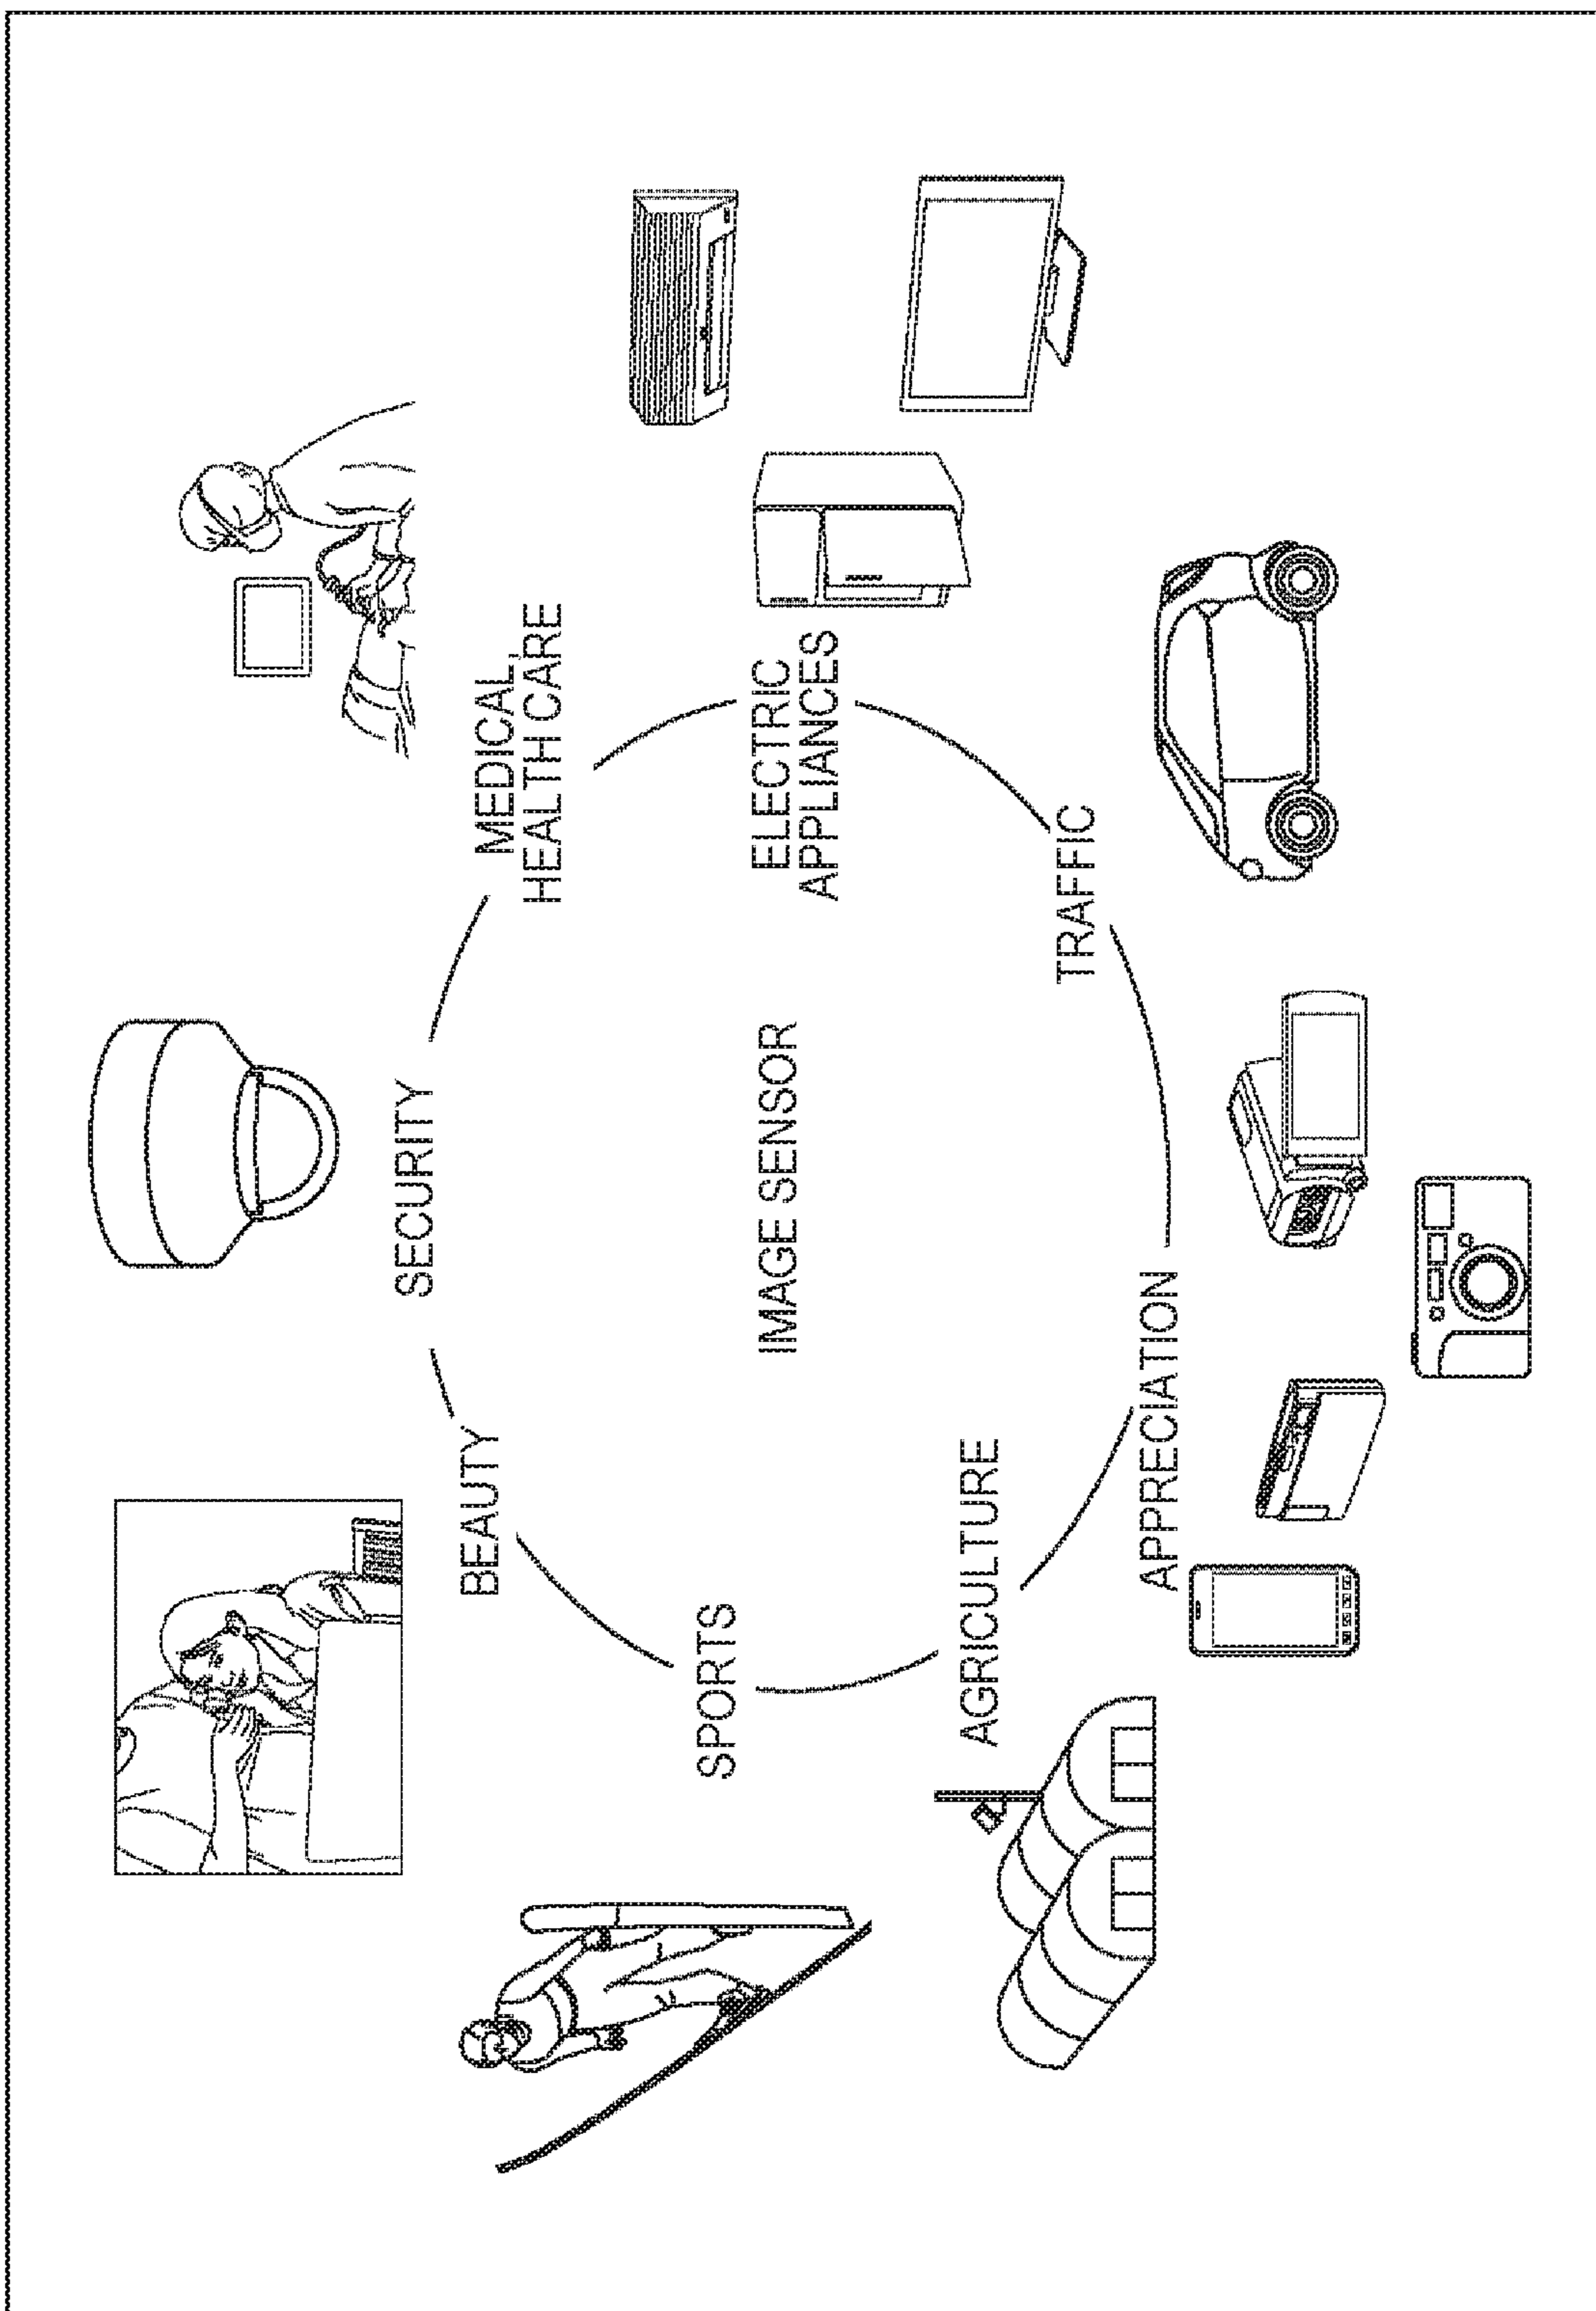 SECURITY
MEDICAL,
HEALTH CARE
BEAUTY
SPORTS
IMAGE SENSOR
ELECTRIC
APPLIANCES
AGRICULTURE
TRAFFIC
APPRECIATION